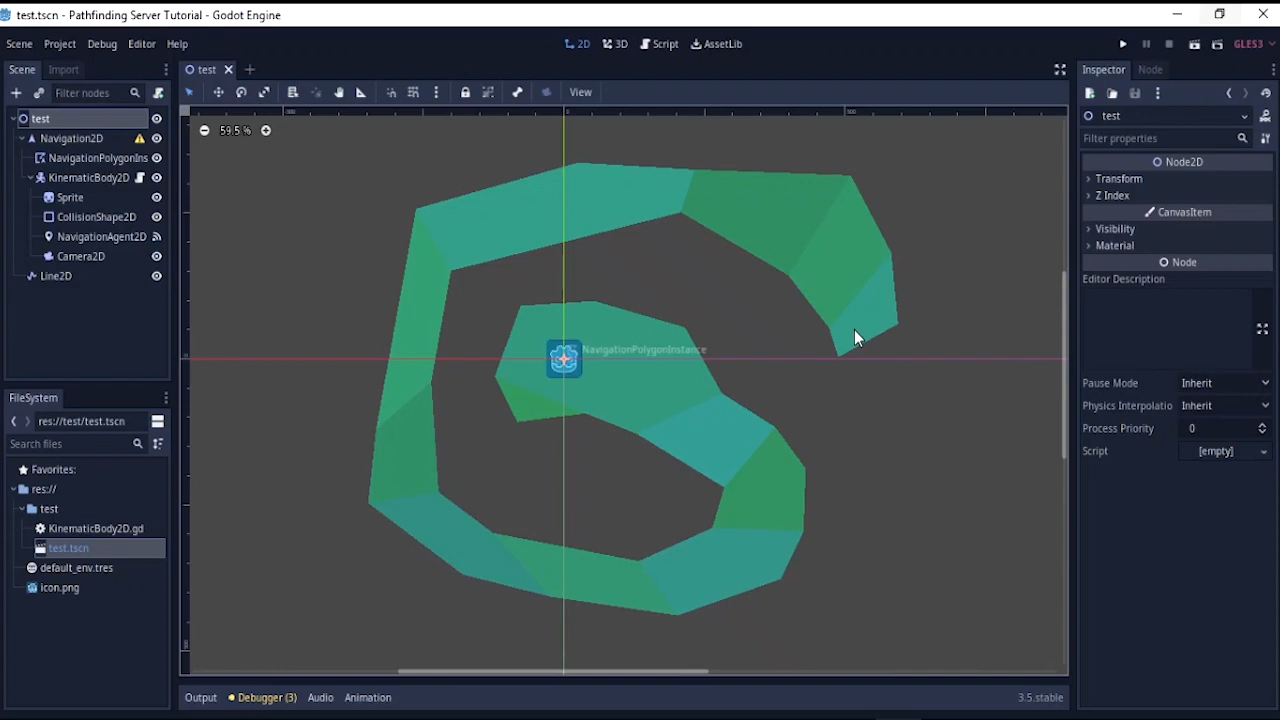 test.tscn - Pathfinding Server Tutorial - Godot Engine
Scene Project Debug Editor Help
2D 3D Script AssetLib
GLES3
Scene Import
Filter nodes
test
Navigation2D
NavigationPolygonIns
KinematicBody2D
Sprite
CollisionShape2D
NavigationAgent2D
Camera2D
Line2D
FileSystem
res://test/test.tscn
Search files
Favorites:
res://
test
KinematicBody2D.gd
test.tscn
default_env.tres
icon.png
test
View
59.5 %
0
500
NavigationPolygonInstance
Output Debugger (3) Audio Animation
3.5.stable
Inspector Node
test
Filter properties
Node2D
Transform
Z Index
CanvasItem
Visibility
Material
Node
Editor Description
Pause Mode Inherit
Physics Interpolatio Inherit
Process Priority 0
Script [empty]